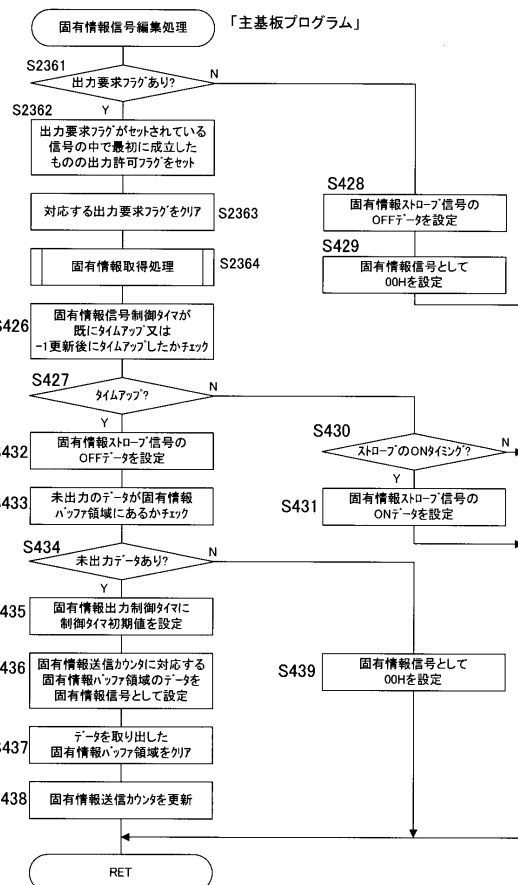 固有情報信号編集処理
「主基板プログラム」
S2361
出力要求フラグあり?
N
Y
S2362
出力要求フラグがセットされている
信号の中で最初に成立した
ものの出力許可フラグをセット
対応する出力要求フラグをクリア
S2363
固有情報取得処理
S2364
S428
固有情報ストローブ信号の
OFFデータを設定
S429
固有情報信号として
00Hを設定
S426
固有情報信号制御タイマが
既にタイムアップ又は
-1更新後にタイムアップしたかチェック
S427
タイムアップ?
N
Y
S430
ストローブのONタイミング?
N
Y
S431
固有情報ストローブ信号の
ONデータを設定
S432
固有情報ストローブ信号の
OFFデータを設定
S433
未出力のデータが固有情報
バッファ領域にあるかチェック
S434
未出力データあり?
N
Y
435
固有情報出力制御タイマに
制御タイマ初期値を設定
436
固有情報送信カウンタに対応する
固有情報バッファ領域のデータを
固有情報信号として設定
S439
固有情報信号として
00Hを設定
S437
データを取り出した
固有情報バッファ領域をクリア
438
固有情報送信カウンタを更新
RET